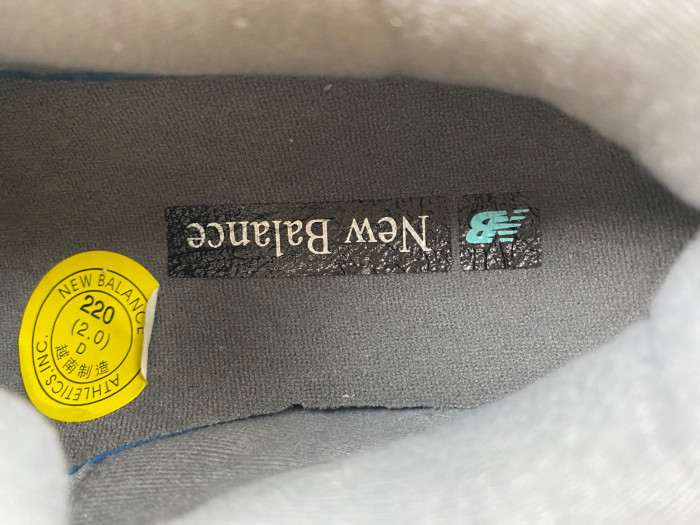 New Balance
NB
NEW BALANCE
220
(2.0)
D
越南制造
ATHLETICS INC.